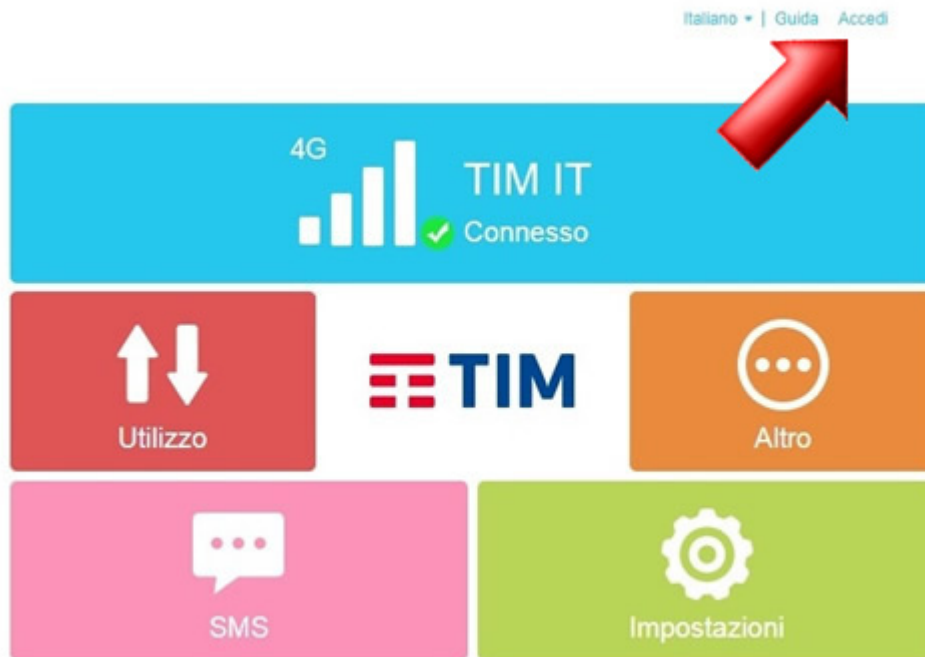 Italiano | Guida Accedi
4G
TIM IT
Connesso
Utilizzo
TIM
Altro
SMS
Impostazioni